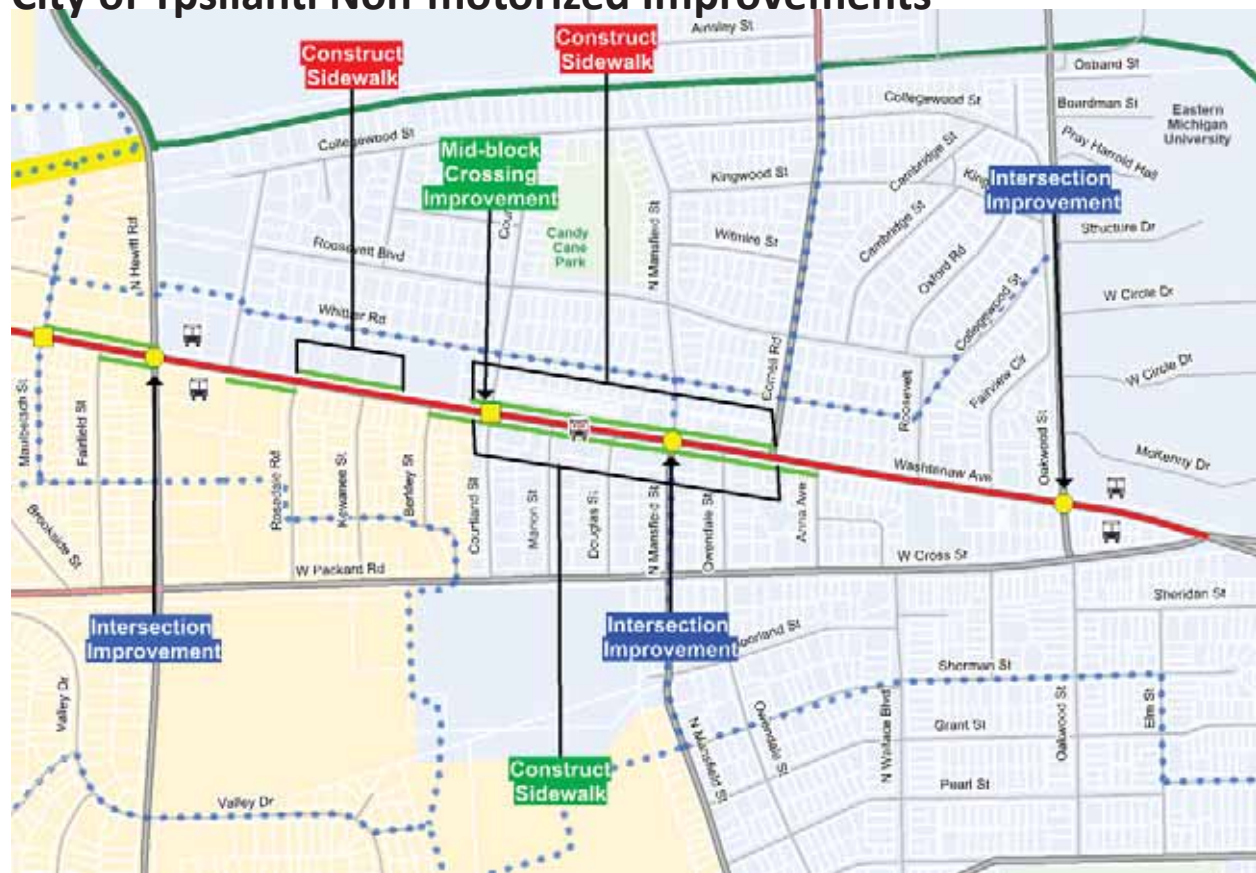 City of Ypsilanti Non-motorized Improvements
Ainsley St
Construct
Sidewalk
Construct
Sidewalk
Osband St
Collegewood St
Boardman St
Eastern
Michigan
University
Collegewood St
Pray Harrold Hall
Mid-block
Crossing
Improvement
Cambridge St
Kingwood St
Intersection
Improvement
N Hewitt Rd
Candy
Cane
Park
N Mansfield St
Witmire St
Cambridge St
Structure Dr
Roosevelt Blvd
Oxford Rd
Whittier Rd
Collegewood St
W Circle Dr
Cornell Rd
Fairview Cir
W Circle Dr
Maulbetsch St
Fairfield St
Roosevelt
Oakwood St
McKenny Dr
Washtenaw Ave
Rosedale Rd
Kewanee St
Berkley St
Courtland St
Marion St
Douglas St
N Mansfield St
Owendale St
Anna Ave
Brookside St
W Cross St
W Packard Rd
Sheridan St
Intersection
Improvement
Intersection
Improvement
oorland St
Sherman St
Valley Dr
N Mansfield St
Owendale St
N Wallace Blvd
Grant St
Oakwood St
Elm St
Construct
Sidewalk
Pearl St
Valley Dr